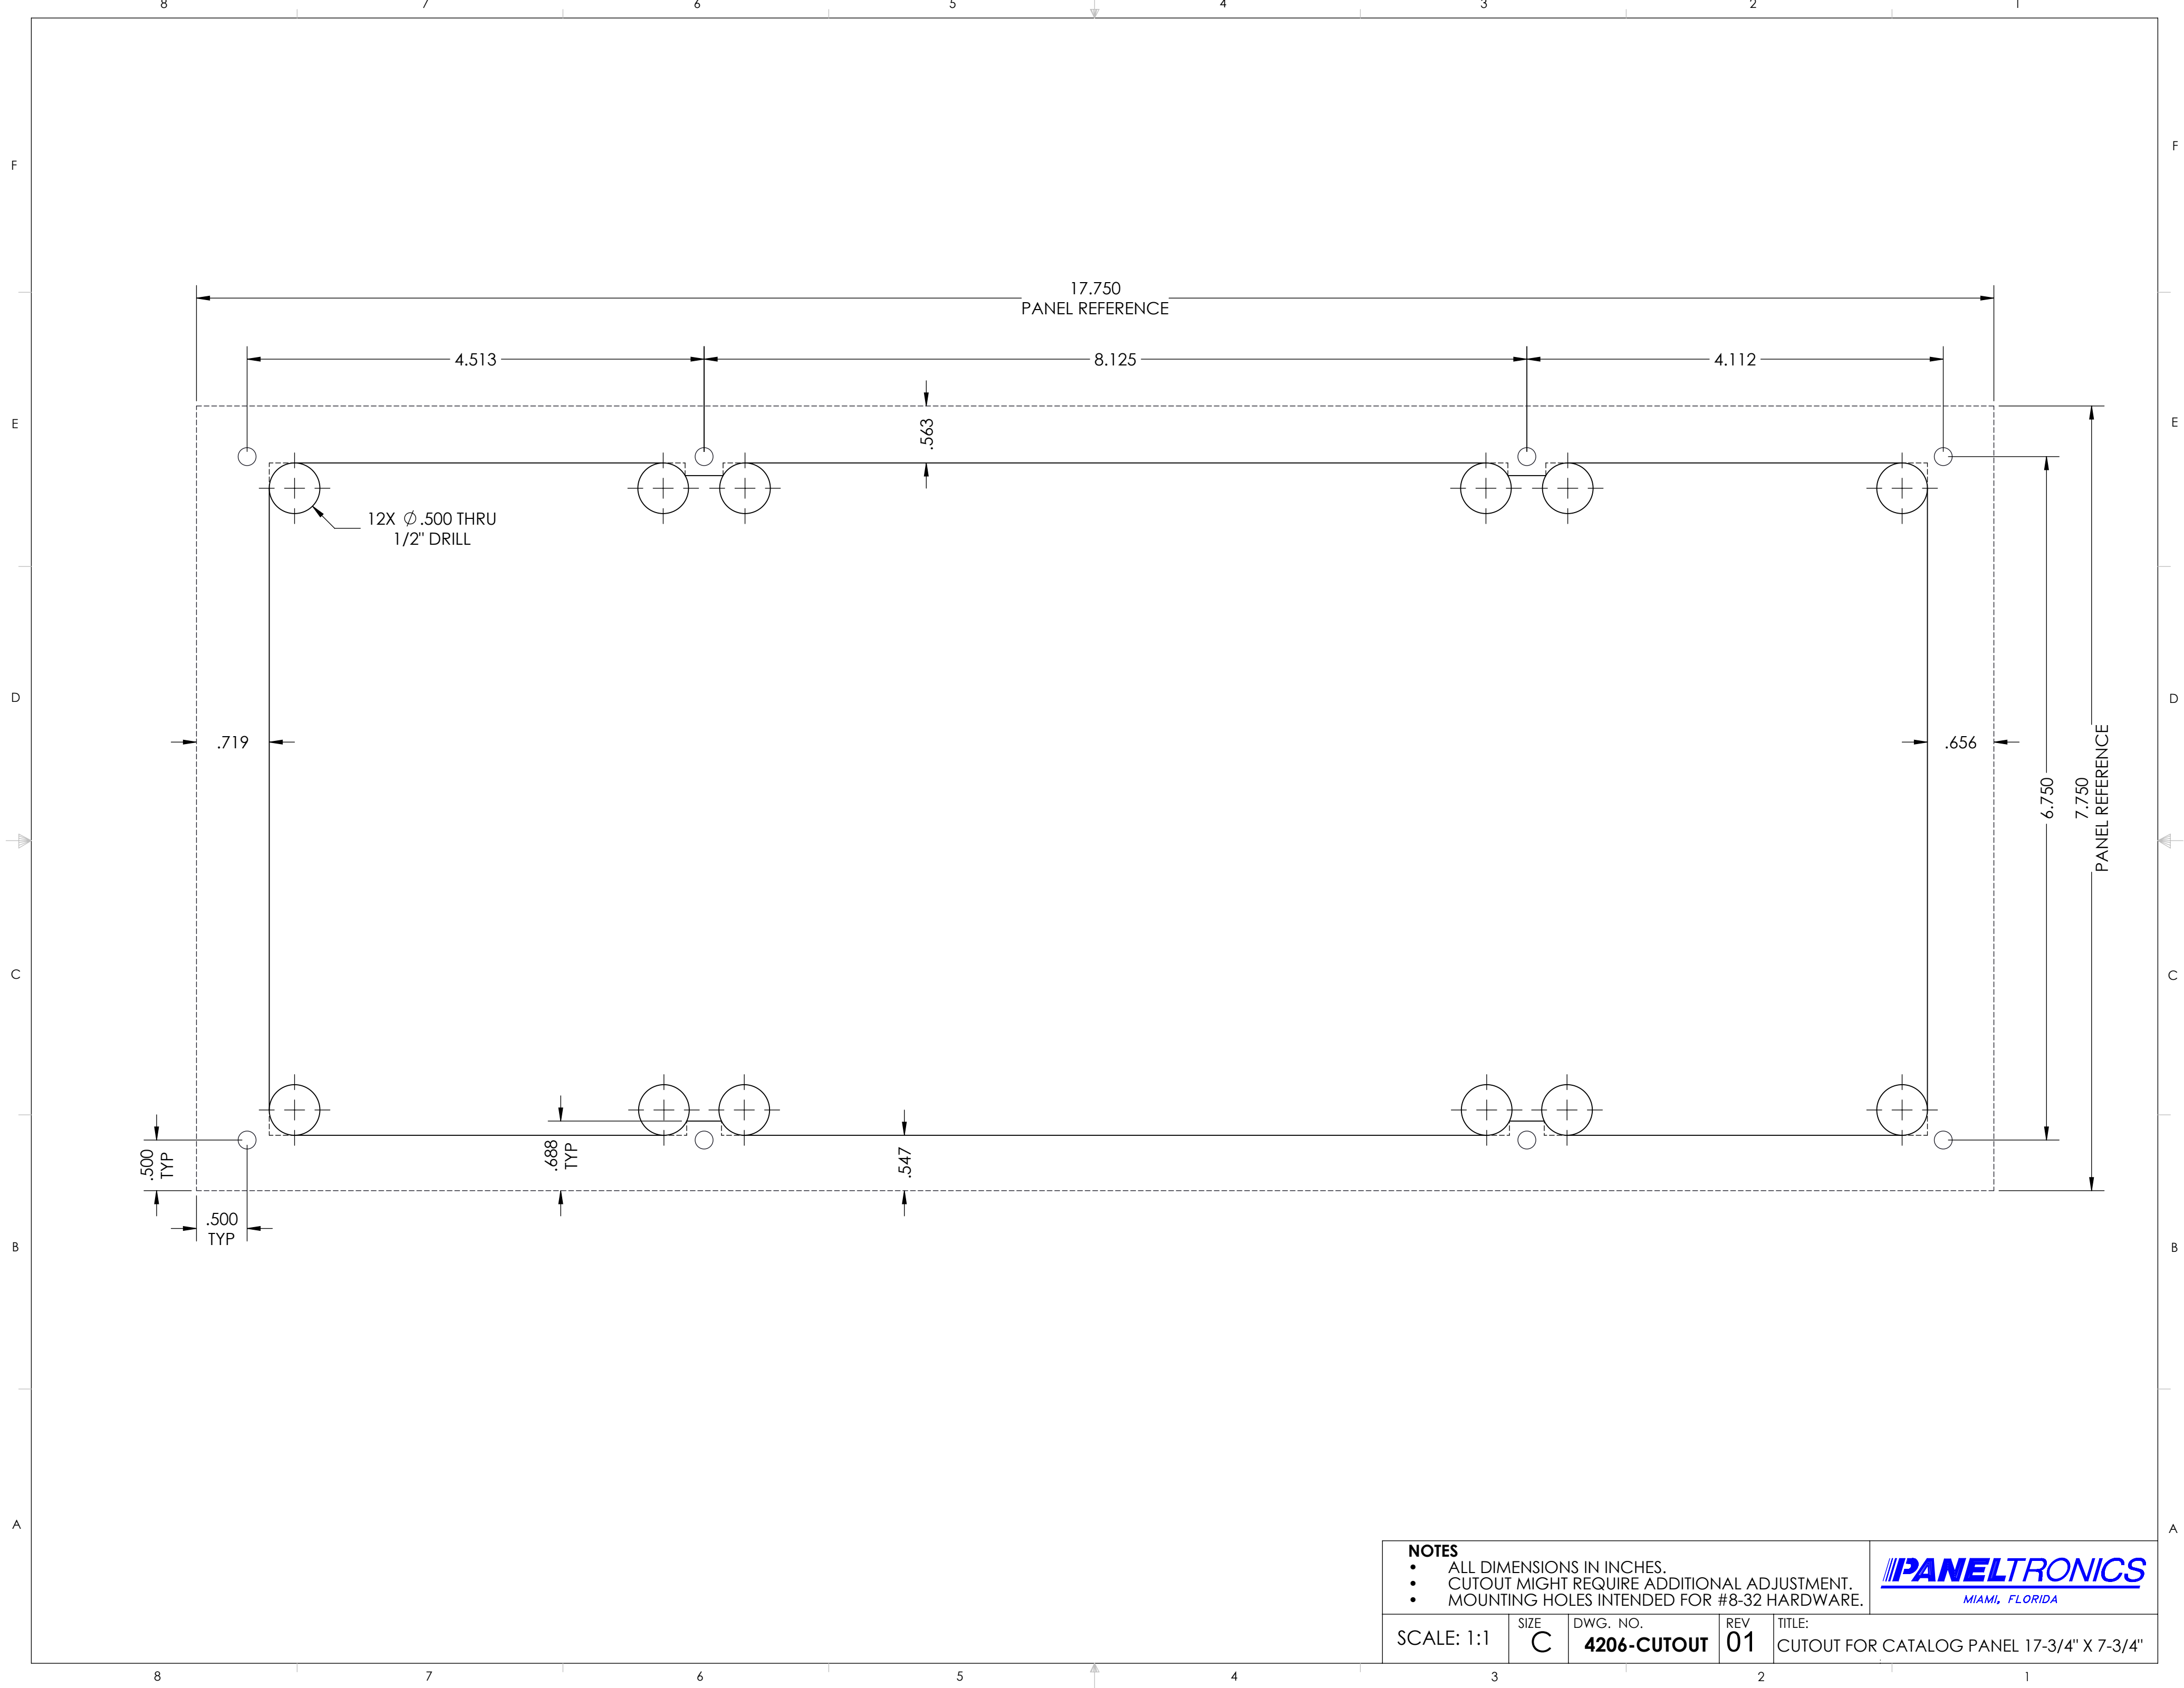 8 7 6 5 4 3 2 1
F F
17.750
PANEL REFERENCE
4.513 8.125 4.112
E E
.563
12X Ø .500 THRU
1/2" DRILL
D D
.719 .656
6.750
7.750
PANEL REFERENCE
C C
.500
TYP
.688
TYP
.547
.500
TYP
B B
A A
NOTES
• ALL DIMENSIONS IN INCHES.
• CUTOUT MIGHT REQUIRE ADDITIONAL ADJUSTMENT.
• MOUNTING HOLES INTENDED FOR #8-32 HARDWARE.
PANELTRONICS
MIAMI, FLORIDA
SCALE: 1:1
SIZE
C
DWG. NO.
4206-CUTOUT
REV
01
TITLE:
CUTOUT FOR CATALOG PANEL 17-3/4" X 7-3/4"
8 7 6 5 4 3 2 1